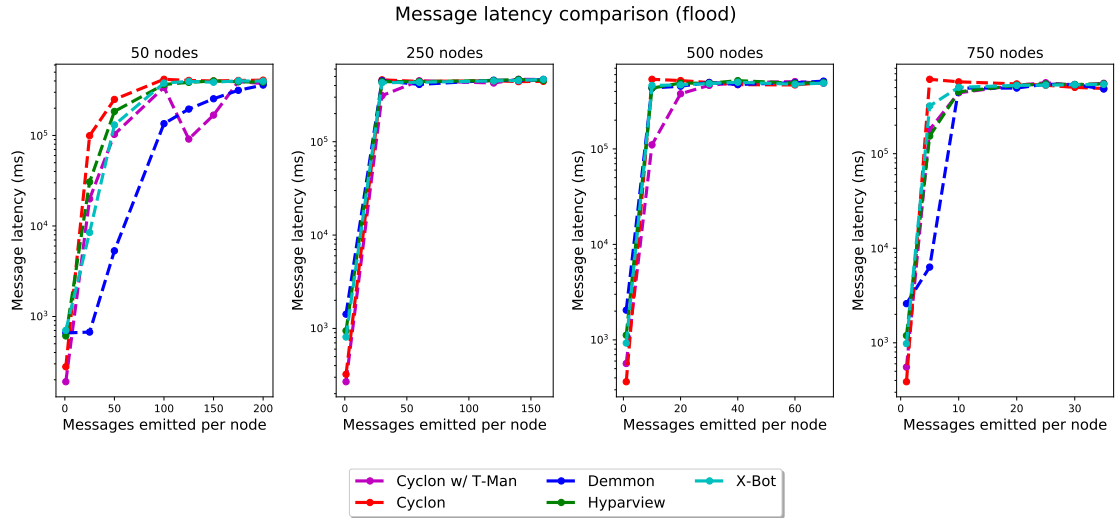 Message latency comparison (flood)
50 nodes
250 nodes
500 nodes
750 nodes
Message latency (ms)
10^5
10^4
10^3
0 50 100 150 200
Messages emitted per node
Message latency (ms)
10^5
10^4
10^3
0 50 100 150
Messages emitted per node
Message latency (ms)
10^5
10^4
10^3
0 20 40 60
Messages emitted per node
Message latency (ms)
10^5
10^4
10^3
0 10 20 30
Messages emitted per node
Cyclon w/ T-Man
Cyclon
Demmon
Hyparview
X-Bot